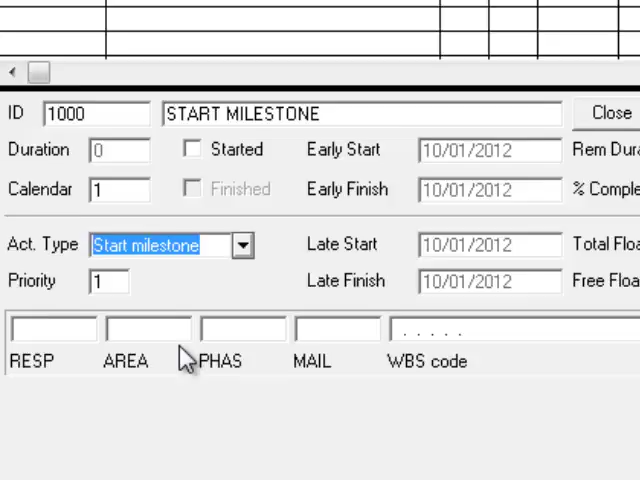 ID 1000 START MILESTONE Close
Duration 0 Started Early Start 10/01/2012 Rem Dura
Calendar 1 Finished Early Finish 10/01/2012 % Comple
Act. Type Start milestone Late Start 10/01/2012 Total Floa
Priority 1 Late Finish 10/01/2012 Free Floa
. . . . .
RESP AREA PHAS MAIL WBS code